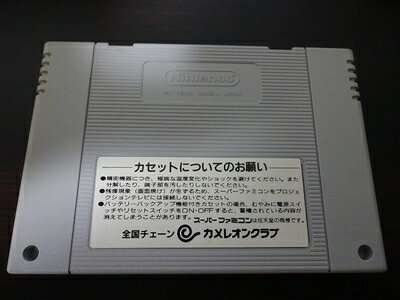 Nintendo
PAT. PEND. MADE IN JAPAN
カセットについてのお願い
●精密機器につき、極端な温度変化やショックを避けてください。また
分解したり、端子部を汚したりしないでください。
●残像現象(画面焼け)が生ずるため、スーパーファミコンをプロジェ
クションテレビには接続しないでください。
●バッテリーバックアップ機能付きカセットの場合、むやみに電源スイ
ッチやリセットスイッチをON・OFFすると、蓄積されている内容が
消えてしまうことがあります。
スーパーファミコンは任天堂の商標です。
全国チェーン カメレオンクラブ